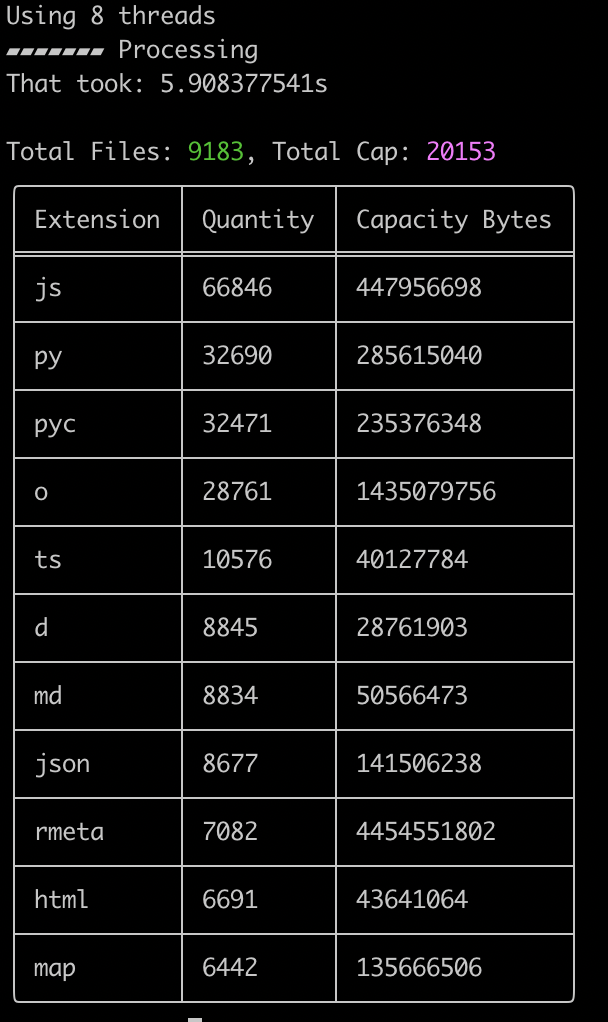 Using 8 threads
▰▰▰▰▰▰▰ Processing
That took: 5.908377541s
Total Files: 9183, Total Cap: 20153
Extension Quantity Capacity Bytes
js 66846 447956698
py 32690 285615040
pyc 32471 235376348
o 28761 1435079756
ts 10576 40127784
d 8845 28761903
md 8834 50566473
json 8677 141506238
rmeta 7082 4454551802
html 6691 43641064
map 6442 135666506